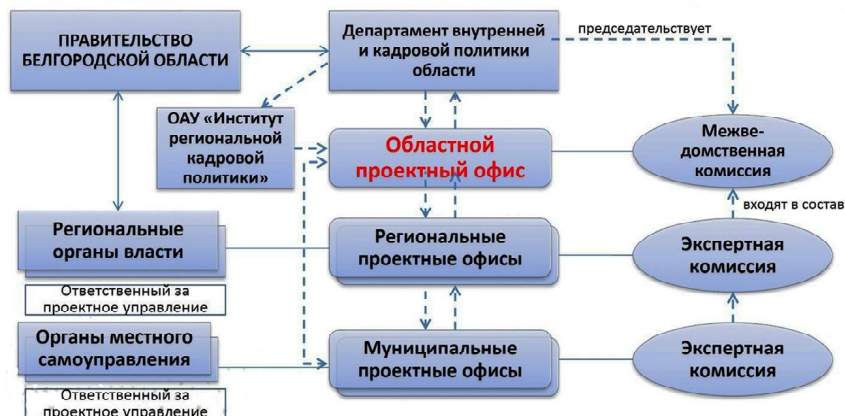 ПРАВИТЕЛЬСТВО
БЕЛГОРОДСКОЙ ОБЛАСТИ
Департамент внутренней
и кадровой политики
области
председательствует
ОАУ «Институт
региональной
кадровой
политики»
Областной
проектный офис
Межве-
домственная
комиссия
входят в состав
Региональные
органы власти
Региональные
проектные офисы
Экспертная
комиссия
Ответственный за
проектное управление
Органы местного
самоуправления
Муниципальные
проектные офисы
Экспертная
комиссия
Ответственный за
проектное управление